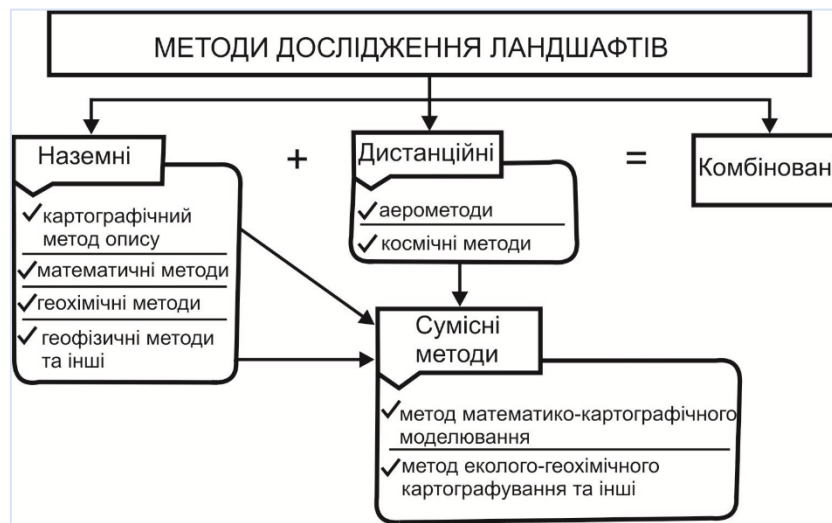 МЕТОДИ ДОСЛІДЖЕННЯ ЛАНДШАФТІВ
Наземні
+
Дистанційні
=
Комбінован
картографічний
метод опису
математичні методи
геохімічні методи
геофізичні методи
та інші
аерометоди
космічні методи
Сумісні
методи
метод математико-картографічного
моделювання
метод еколого-геохімічного
картографування та інші